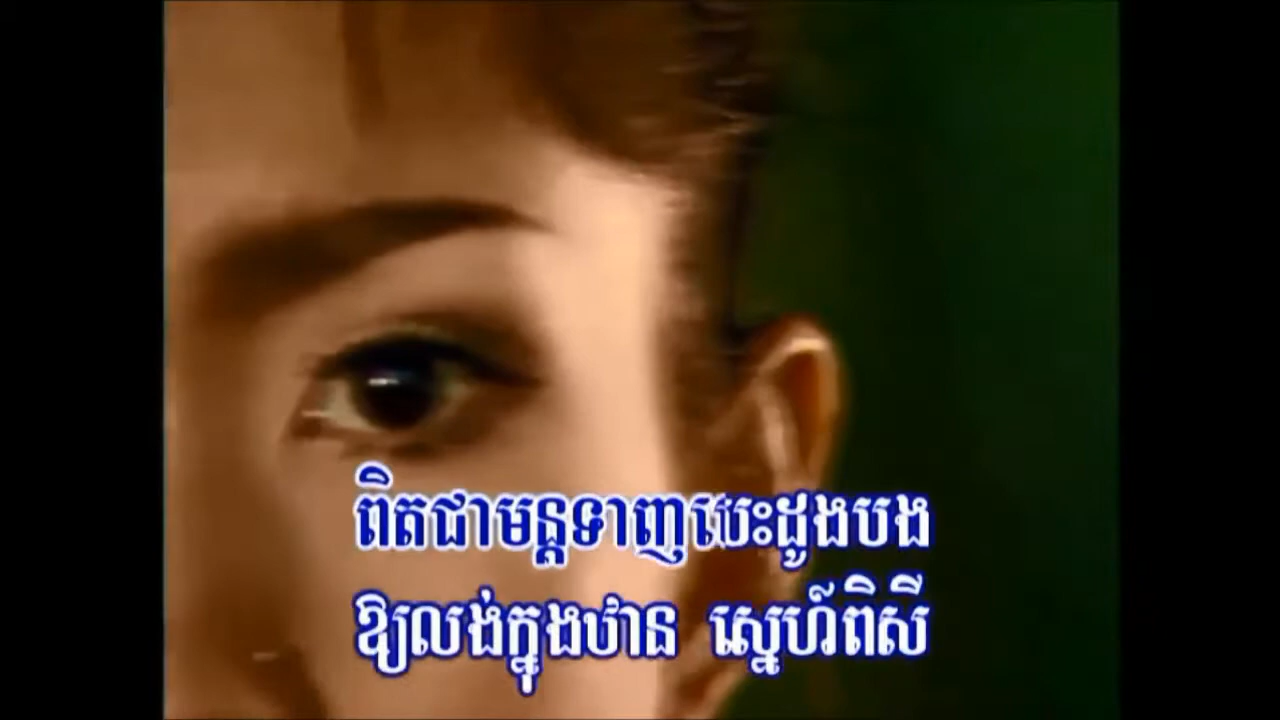 ពិតជាមន្តទាញបេះដូងបង
ឱ្យលង់ក្នុងឋាន ស្នេហ៍ពិសី